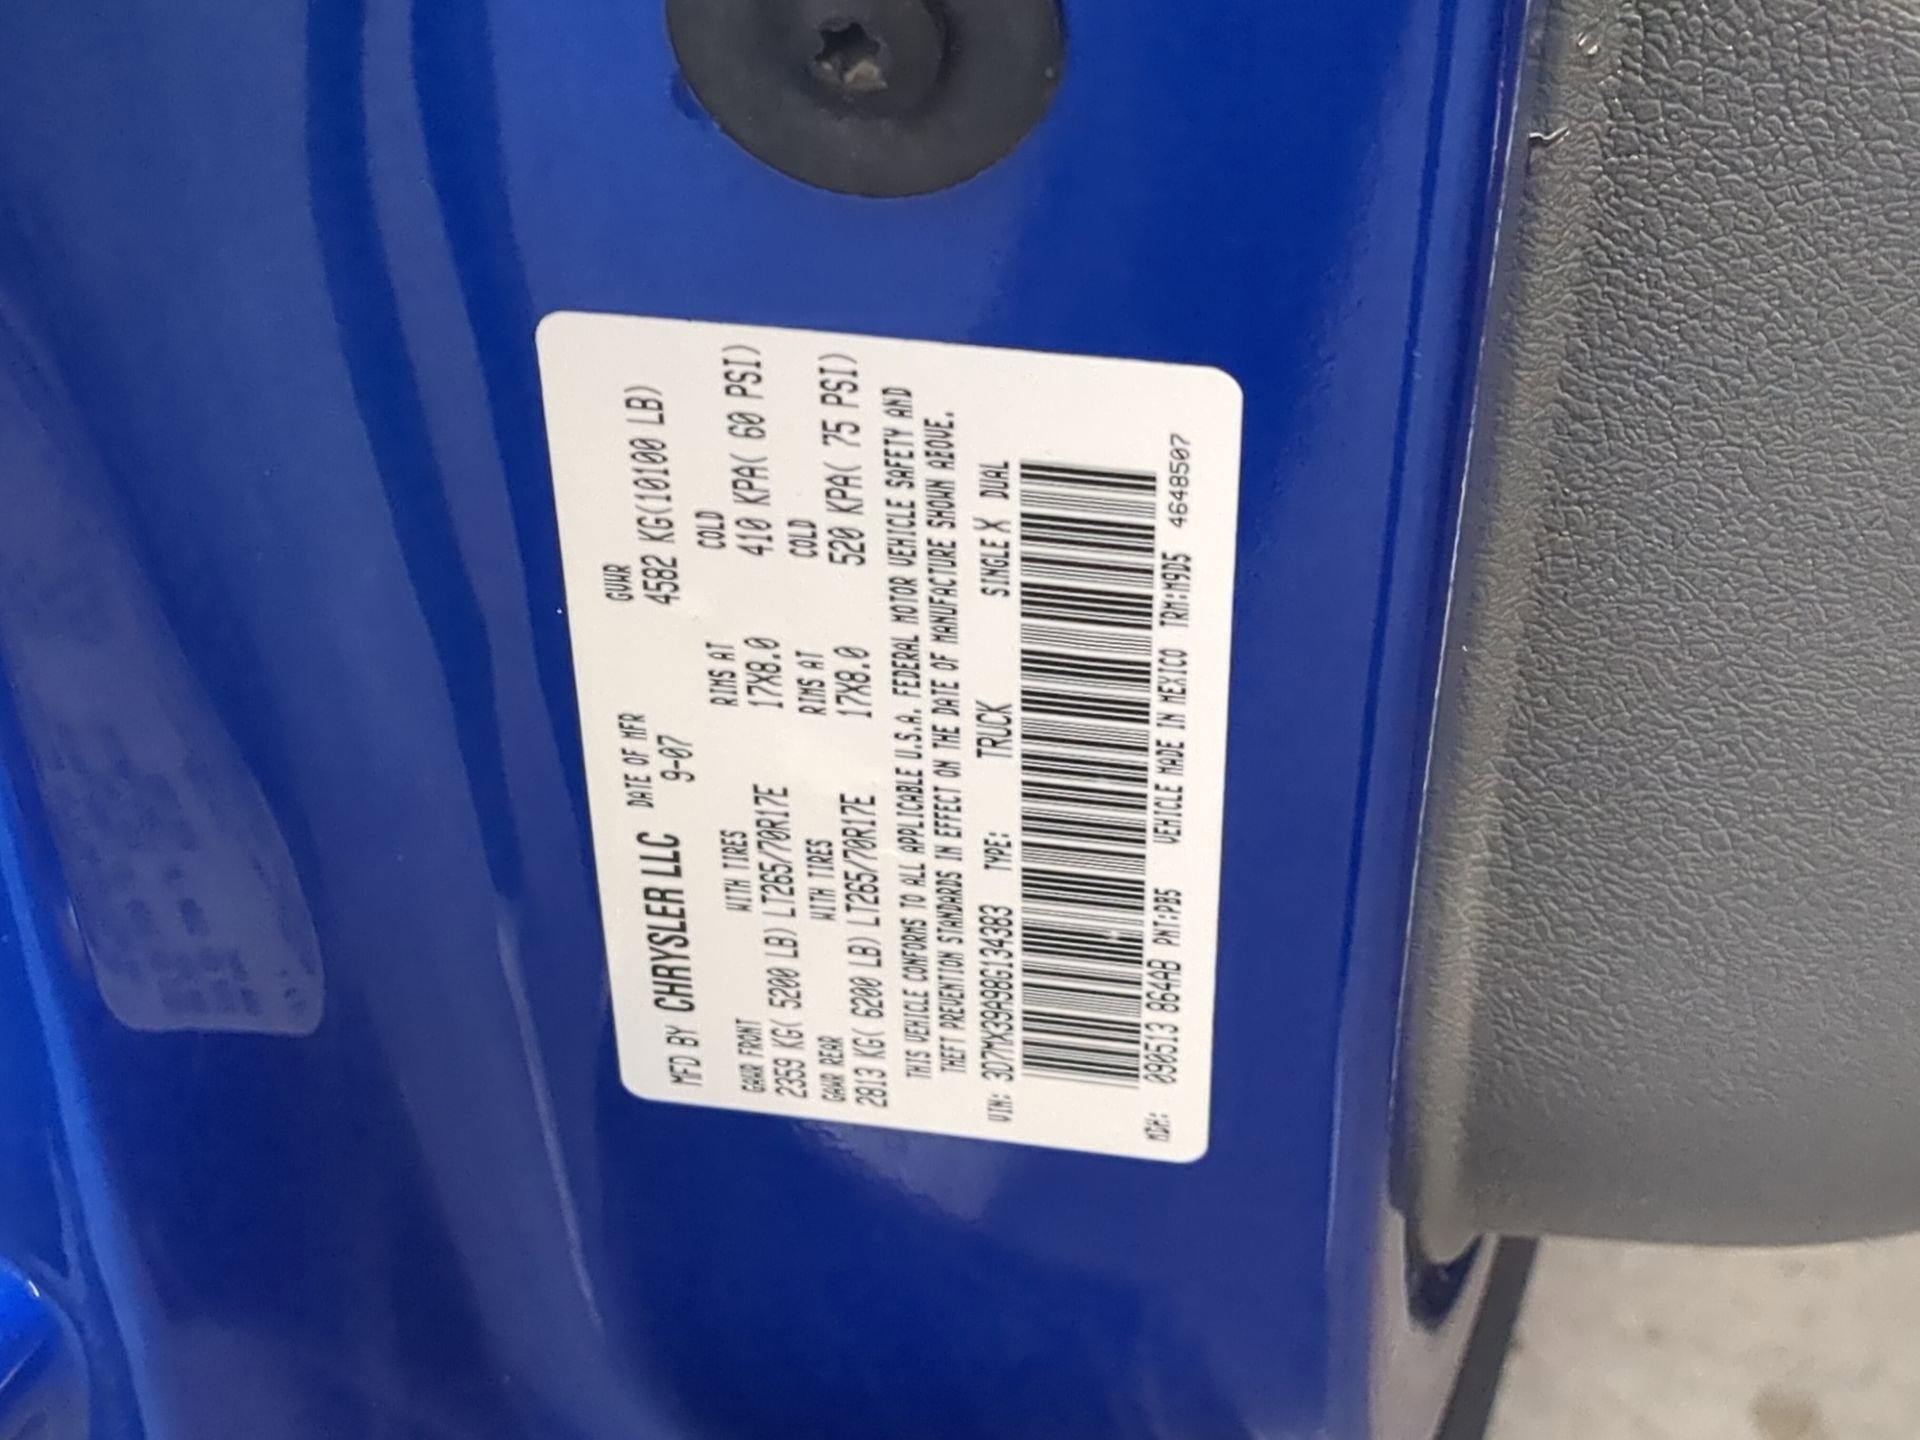 MFD BY CHRYSLER LLC DATE OF MFR 9-07 GVWR 4582 KG(10100 LB)
GAWR FRONT WITH TIRES RIMS AT COLD
2359 KG( 5200 LB) LT265/70R17E 17X8.0 410 KPA( 60 PSI)
GAWR REAR WITH TIRES RIMS AT COLD
2813 KG( 6200 LB) LT265/70R17E 17X8.0 520 KPA( 75 PSI)
THIS VEHICLE CONFORMS TO ALL APPLICABLE U.S.A. FEDERAL MOTOR VEHICLE SAFETY AND
THEFT PREVENTION STANDARDS IN EFFECT ON THE DATE OF MANUFACTURE SHOWN ABOVE.
VIN: 3D7MX39A98G134383 TYPE: TRUCK SINGLE X DUAL
MDH: 090513 864AB PNT:PB5 VEHICLE MADE IN MEXICO TRM:M9D5 4648507